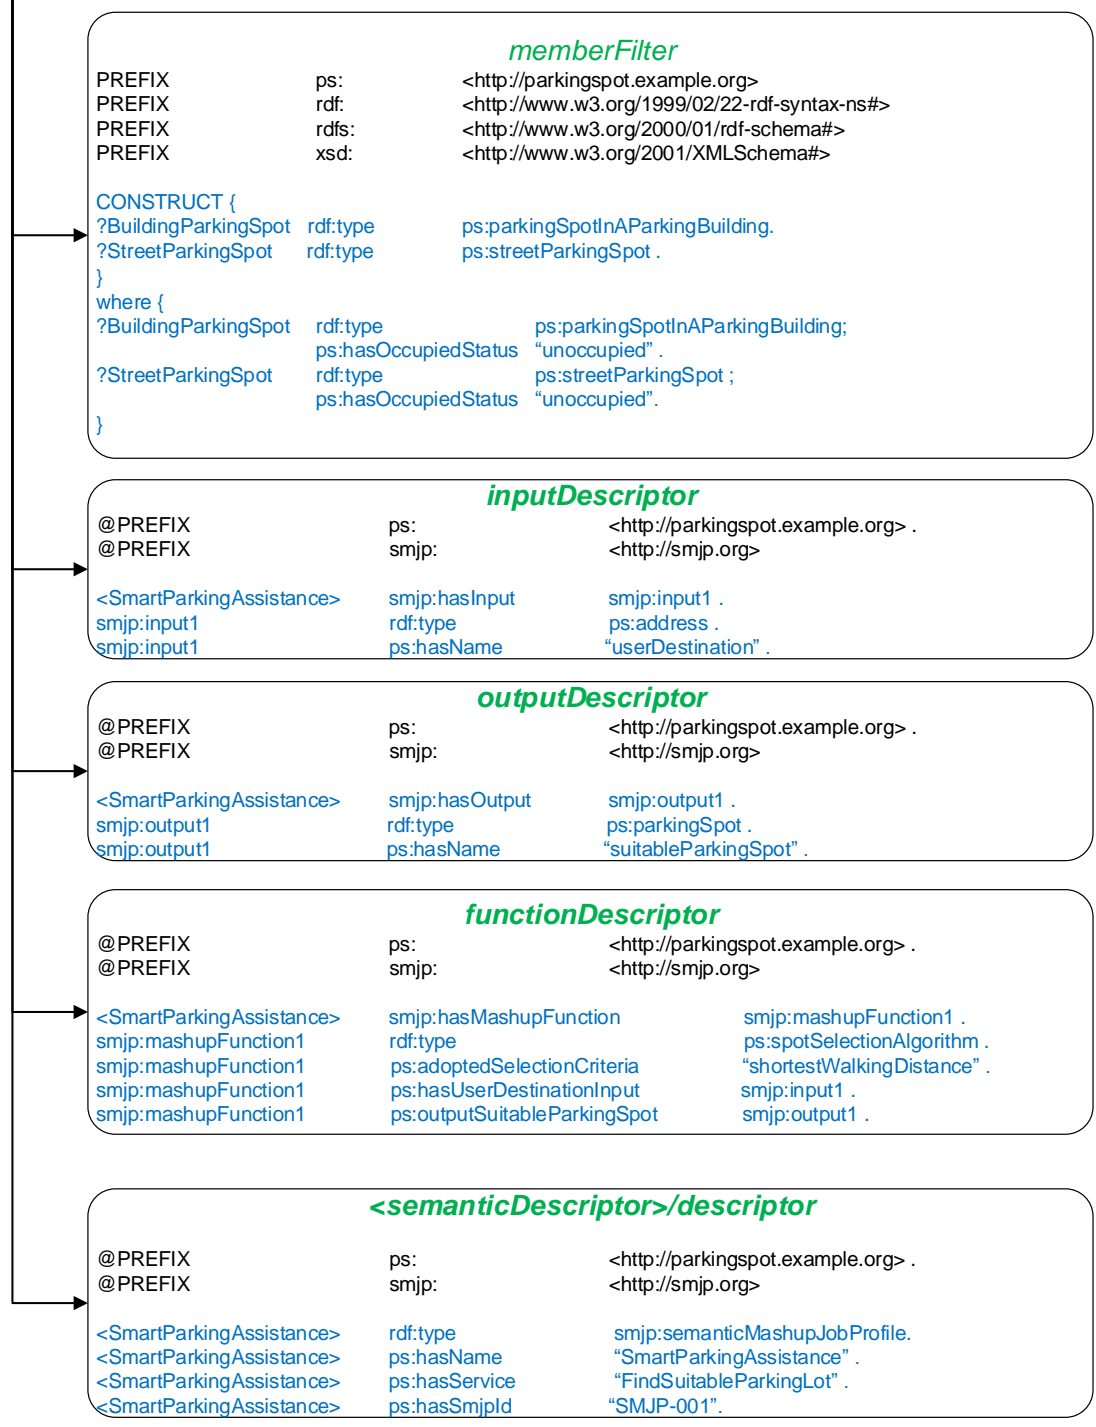 memberFilter
PREFIX ps: <http://parkingspot.example.org>
PREFIX rdf: <http://www.w3.org/1999/02/22-rdf-syntax-ns#>
PREFIX rdfs: <http://www.w3.org/2000/01/rdf-schema#>
PREFIX xsd: <http://www.w3.org/2001/XMLSchema#>
CONSTRUCT {
?BuildingParkingSpot rdf:type ps:parkingSpotInAParkingBuilding.
?StreetParkingSpot rdf:type ps:streetParkingSpot .
}
where {
?BuildingParkingSpot rdf:type ps:parkingSpotInAParkingBuilding;
ps:hasOccupiedStatus “unoccupied” .
?StreetParkingSpot rdf:type ps:streetParkingSpot ;
ps:hasOccupiedStatus “unoccupied”.
}
inputDescriptor
@PREFIX ps: <http://parkingspot.example.org> .
@PREFIX smjp: <http://smjp.org>
<SmartParkingAssistance> smjp:hasInput smjp:input1 .
smjp:input1 rdf:type ps:address .
smjp:input1 ps:hasName “userDestination” .
outputDescriptor
@PREFIX ps: <http://parkingspot.example.org> .
@PREFIX smjp: <http://smjp.org>
<SmartParkingAssistance> smjp:hasOutput smjp:output1 .
smjp:output1 rdf:type ps:parkingSpot .
smjp:output1 ps:hasName “suitableParkingSpot” .
functionDescriptor
@PREFIX ps: <http://parkingspot.example.org> .
@PREFIX smjp: <http://smjp.org>
<SmartParkingAssistance> smjp:hasMashupFunction smjp:mashupFunction1 .
smjp:mashupFunction1 rdf:type ps:spotSelectionAlgorithm .
smjp:mashupFunction1 ps:adoptedSelectionCriteria “shortestWalkingDistance” .
smjp:mashupFunction1 ps:hasUserDestinationInput smjp:input1 .
smjp:mashupFunction1 ps:outputSuitableParkingSpot smjp:output1 .
<semanticDescriptor>/descriptor
@PREFIX ps: <http://parkingspot.example.org> .
@PREFIX smjp: <http://smjp.org>
<SmartParkingAssistance> rdf:type smjp:semanticMashupJobProfile.
<SmartParkingAssistance> ps:hasName “SmartParkingAssistance” .
<SmartParkingAssistance> ps:hasService “FindSuitableParkingLot” .
<SmartParkingAssistance> ps:hasSmjpId “SMJP-001”.